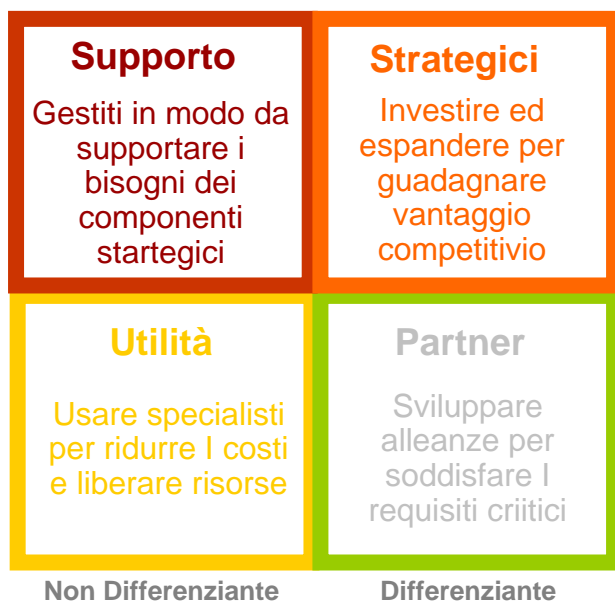 Supporto
Gestiti in modo da
supportare i
bisogni dei
componenti
startegici
Strategici
Investire ed
espandere per
guadagnare
vantaggio
competitivio
Utilità
Usare specialisti
per ridurre I costi
e liberare risorse
Partner
Sviluppare
alleanze per
soddisfare I
requisiti criitici
Non Differenziante
Differenziante